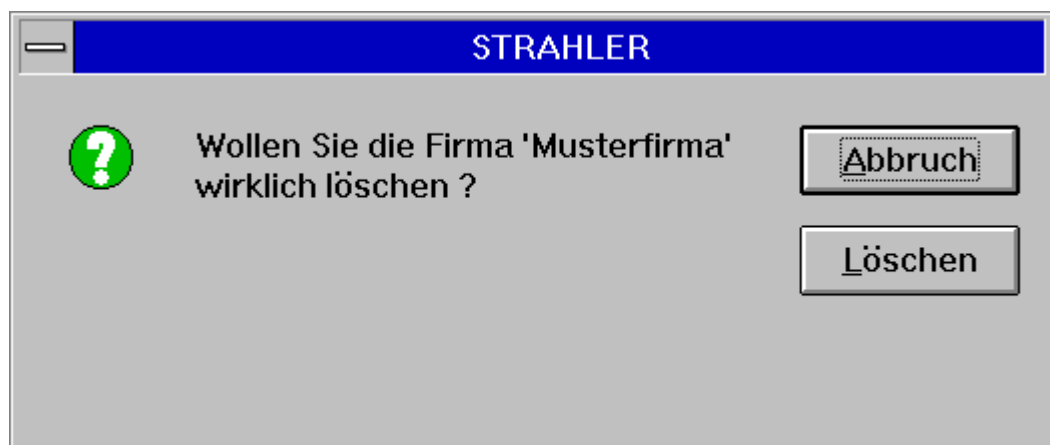 STRAHLER
Wollen Sie die Firma 'Musterfirma'
wirklich löschen ?
Abbruch
Löschen